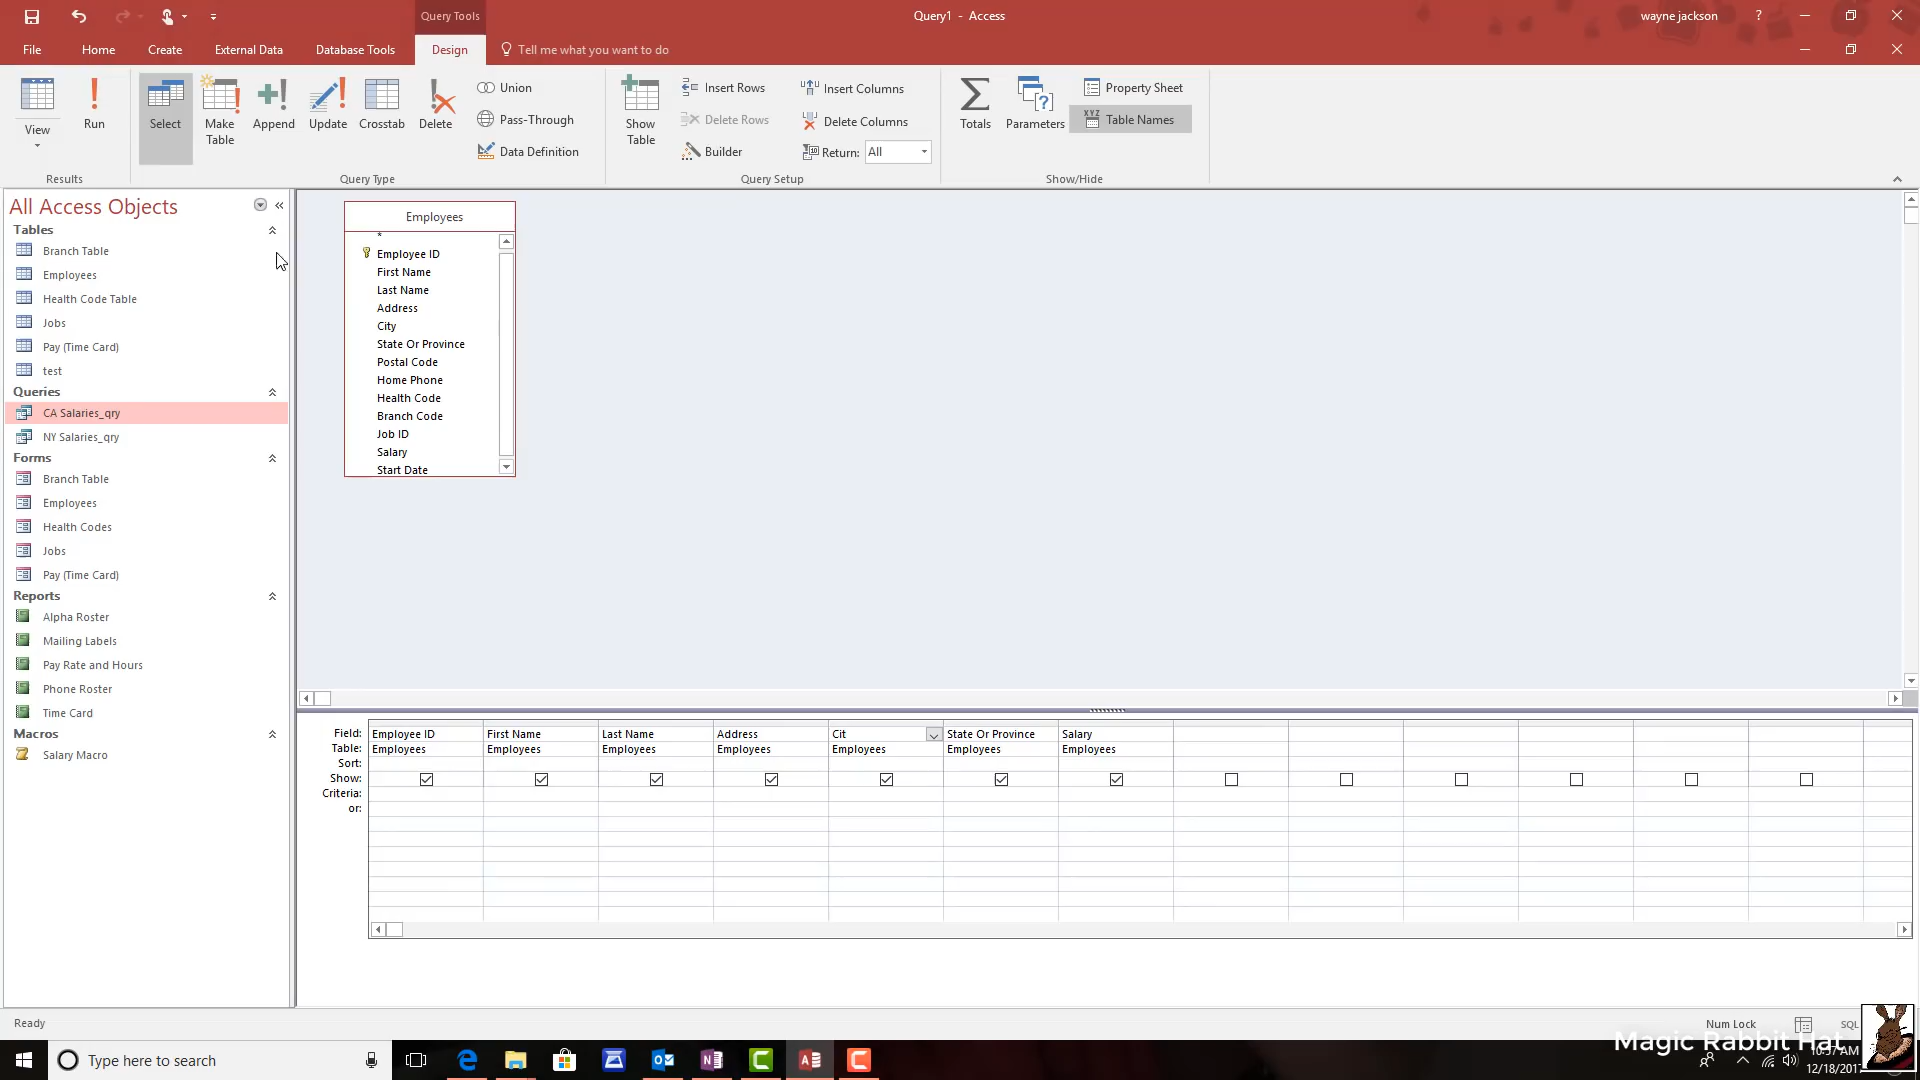 Query Tools
Query1 - Access
wayne jackson
?
File
Home
Create
External Data
Database Tools
Design
Tell me what you want to do
View
Run
Select
Make Table
Append
Update
Crosstab
Delete
Union
Pass-Through
Data Definition
Show Table
Insert Rows
Delete Rows
Builder
Insert Columns
Delete Columns
Return: All
Totals
Parameters
Property Sheet
Table Names
Results
Query Type
Query Setup
Show/Hide
All Access Objects
Tables
Branch Table
Employees
Health Code Table
Jobs
Pay (Time Card)
test
Queries
CA Salaries_qry
NY Salaries_qry
Forms
Branch Table
Employees
Health Codes
Jobs
Pay (Time Card)
Reports
Alpha Roster
Mailing Labels
Pay Rate and Hours
Phone Roster
Time Card
Macros
Salary Macro
Employees
*
Employee ID
First Name
Last Name
Address
City
State Or Province
Postal Code
Home Phone
Health Code
Branch Code
Job ID
Salary
Start Date
Field: Employee ID First Name Last Name Address Cit State Or Province Salary
Table: Employees Employees Employees Employees Employees Employees Employees
Sort:
Show:
Criteria:
or:
Ready
Num Lock
SQL
Magic Rabbit Hat
Type here to search
10:57 AM
12/18/2017